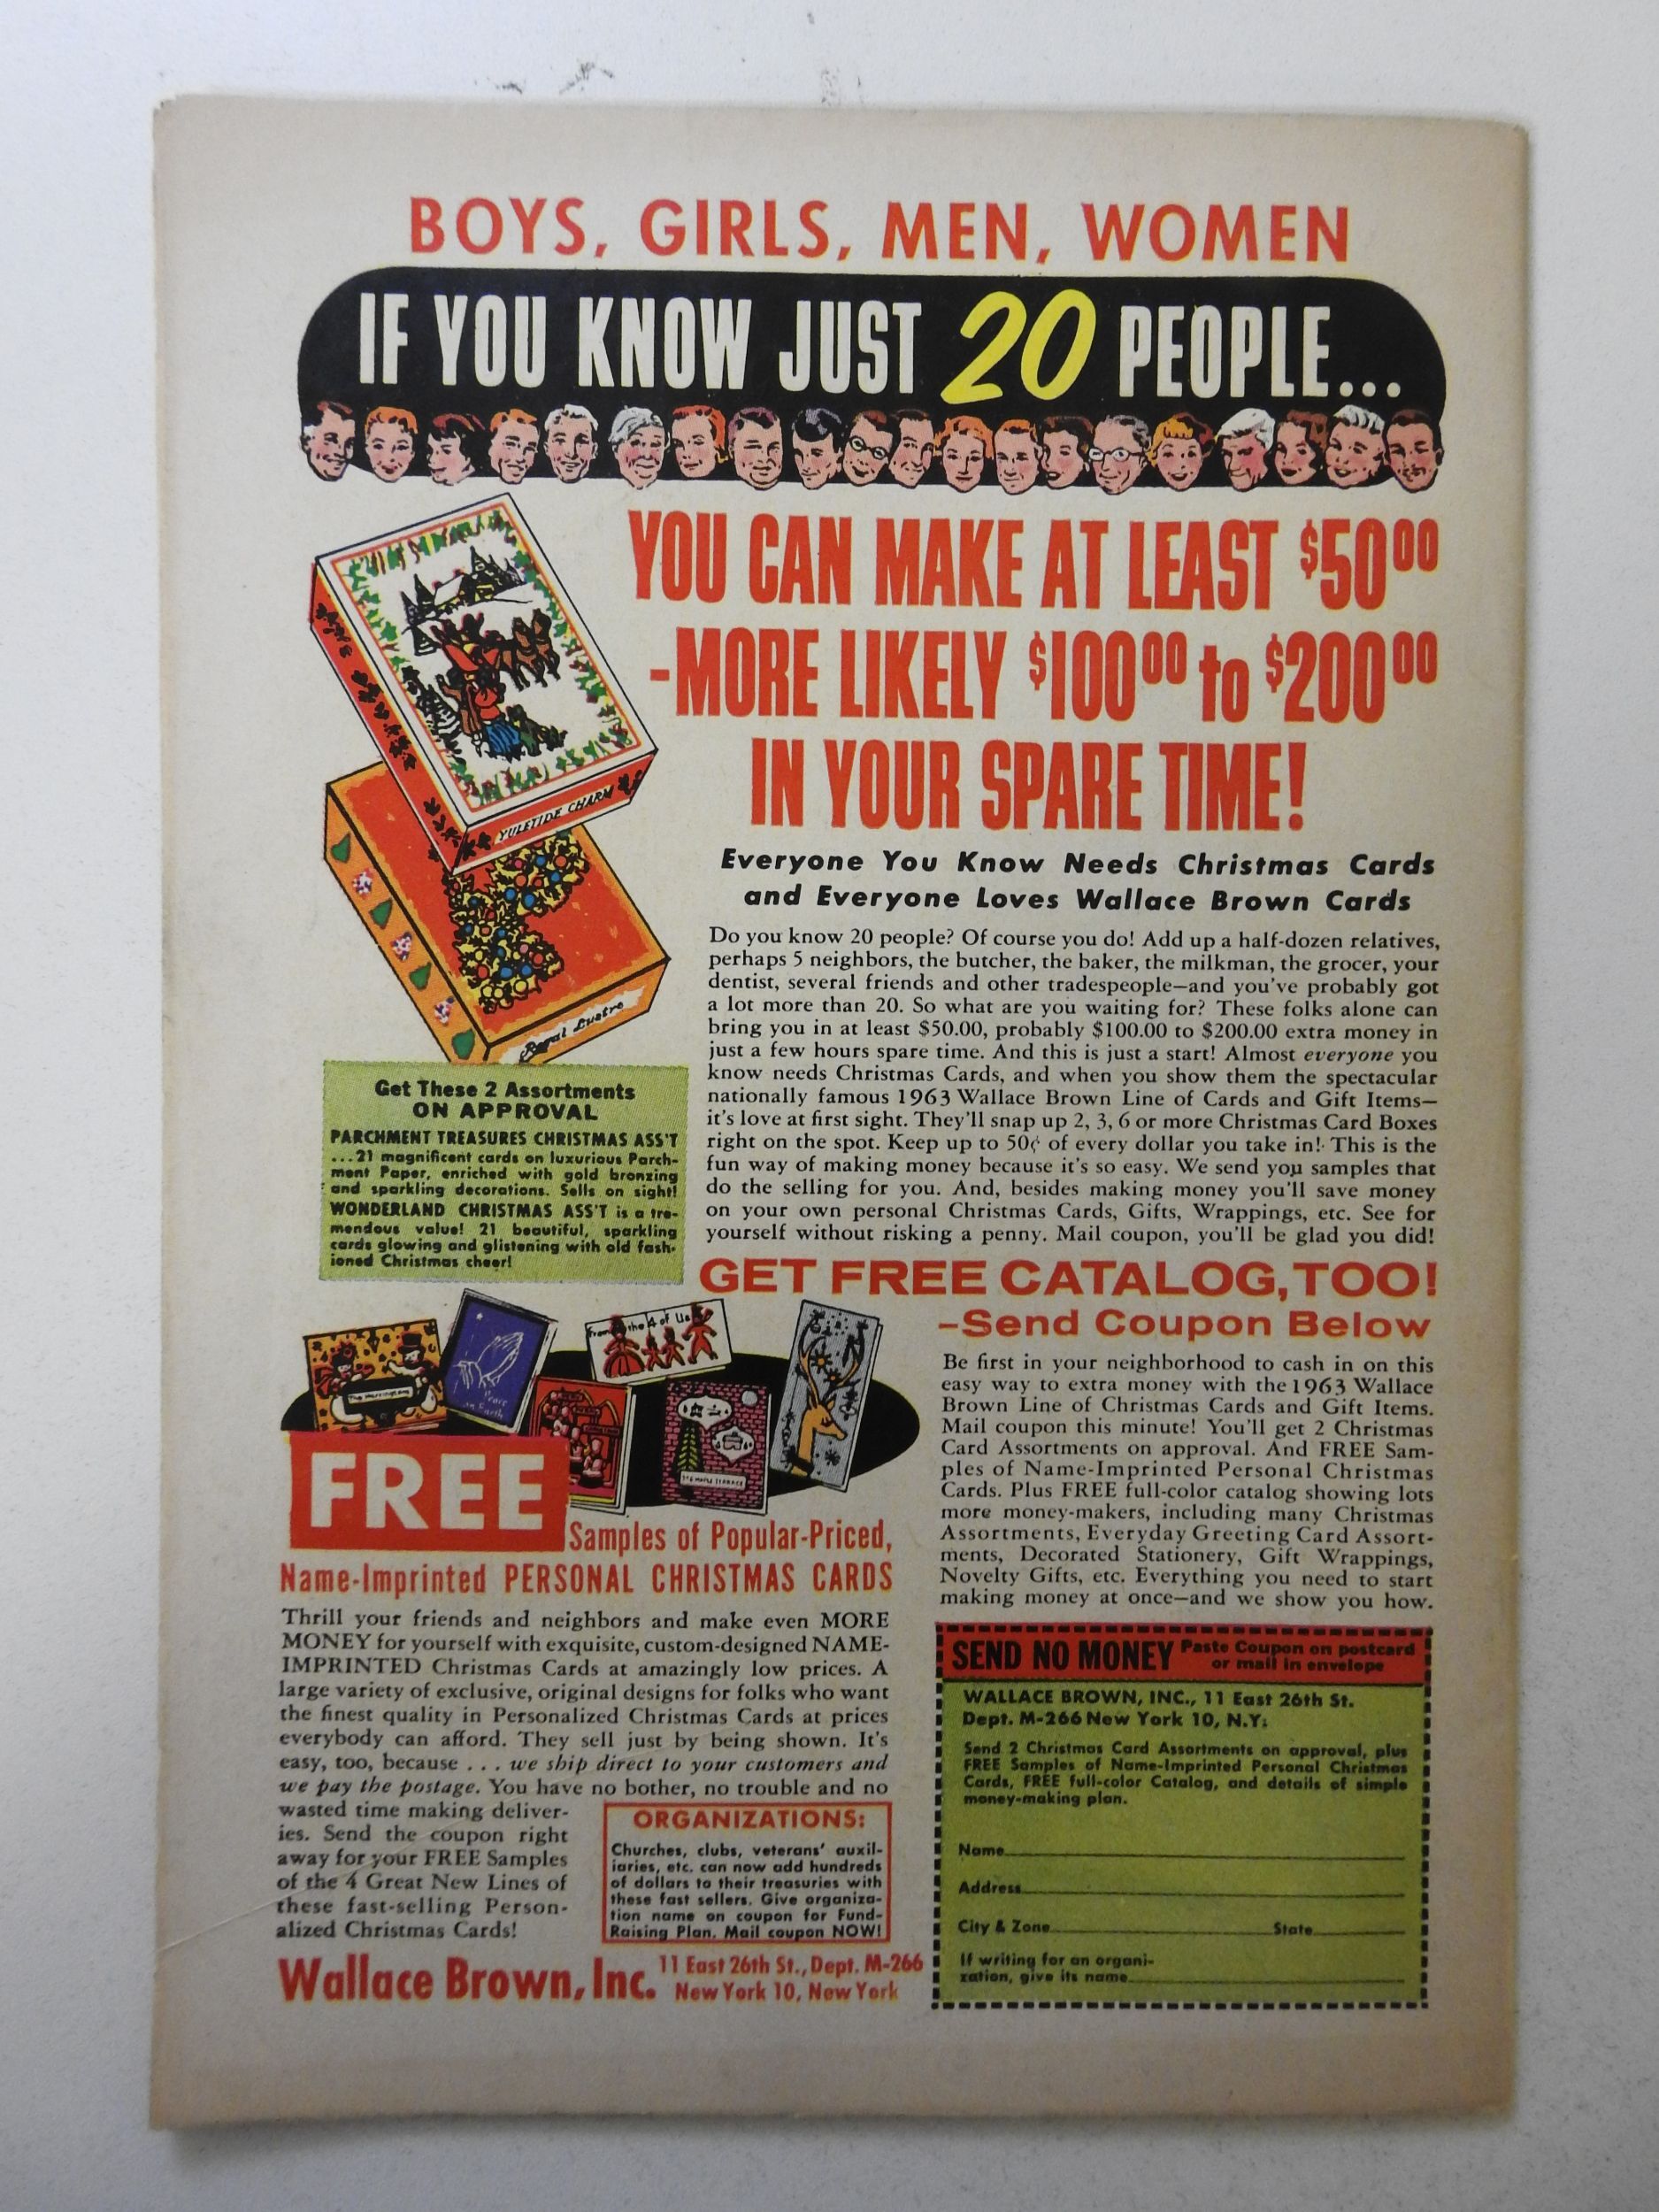 BOYS, GIRLS, MEN, WOMEN
IF YOU KNOW JUST 20 PEOPLE...
YOU CAN MAKE AT LEAST $50.00
-MORE LIKELY $100.00 to $200.00
IN YOUR SPARE TIME!
YULETIDE CHARM
Royal Lustre
Everyone You Know Needs Christmas Cards
and Everyone Loves Wallace Brown Cards
Do you know 20 people? Of course you do! Add up a half-dozen relatives,
perhaps 5 neighbors, the butcher, the baker, the milkman, the grocer, your
dentist, several friends and other tradespeople—and you've probably got
a lot more than 20. So what are you waiting for? These folks alone can
bring you in at least $50.00, probably $100.00 to $200.00 extra money in
just a few hours spare time. And this is just a start! Almost everyone you
know needs Christmas Cards, and when you show them the spectacular
nationally famous 1963 Wallace Brown Line of Cards and Gift Items—
it's love at first sight. They'll snap up 2, 3, 6 or more Christmas Card Boxes
right on the spot. Keep up to 50¢ of every dollar you take in! This is the
fun way of making money because it's so easy. We send you samples that
do the selling for you. And, besides making money you'll save money
on your own personal Christmas Cards, Gifts, Wrappings, etc. See for
yourself without risking a penny. Mail coupon, you'll be glad you did!
Get These 2 Assortments
ON APPROVAL
PARCHMENT TREASURES CHRISTMAS ASS'T
...21 magnificent cards on luxurious Parch-
ment Paper, enriched with gold bronzing
and sparkling decorations. Sells on sight!
WONDERLAND CHRISTMAS ASS'T is a tre-
mendous value! 21 beautiful, sparkling
cards glowing and glistening with old fash-
ioned Christmas cheer!
GET FREE CATALOG, TOO!
—Send Coupon Below
Be first in your neighborhood to cash in on this
easy way to extra money with the 1963 Wallace
Brown Line of Christmas Cards and Gift Items.
Mail coupon this minute! You'll get 2 Christmas
Card Assortments on approval. And FREE Sam-
ples of Name-Imprinted Personal Christmas
Cards. Plus FREE full-color catalog showing lots
more money-makers, including many Christmas
Assortments, Everyday Greeting Card Assort-
ments, Decorated Stationery, Gift Wrappings,
Novelty Gifts, etc. Everything you need to start
making money at once—and we show you how.
The Harringtons
Peace on Earth
From the 4 of Us
FREE
Samples of Popular-Priced,
Name-Imprinted PERSONAL CHRISTMAS CARDS
Thrill your friends and neighbors and make even MORE
MONEY for yourself with exquisite, custom-designed NAME-
IMPRINTED Christmas Cards at amazingly low prices. A
large variety of exclusive, original designs for folks who want
the finest quality in Personalized Christmas Cards at prices
everybody can afford. They sell just by being shown. It's
easy, too, because . . . we ship direct to your customers and
we pay the postage. You have no bother, no trouble and no
wasted time making deliver-
ies. Send the coupon right
away for your FREE Samples
of the 4 Great New Lines of
these fast-selling Person-
alized Christmas Cards!
ORGANIZATIONS:
Churches, clubs, veterans' auxil-
iaries, etc. can now add hundreds
of dollars to their treasuries with
these fast sellers. Give organiza-
tion name on coupon for Fund-
Raising Plan. Mail coupon NOW!
Wallace Brown, Inc. 11 East 26th St., Dept. M-266
New York 10, New York
SEND NO MONEY Paste Coupon on postcard
or mail in envelope
WALLACE BROWN, INC., 11 East 26th St.
Dept. M-266 New York 10, N.Y.
Send 2 Christmas Card Assortments on approval, plus
FREE Samples of Name-Imprinted Personal Christmas
Cards, FREE full-color Catalog, and details of simple
money-making plan.
Name
Address
City & Zone State
If writing for an organi-
zation, give its name